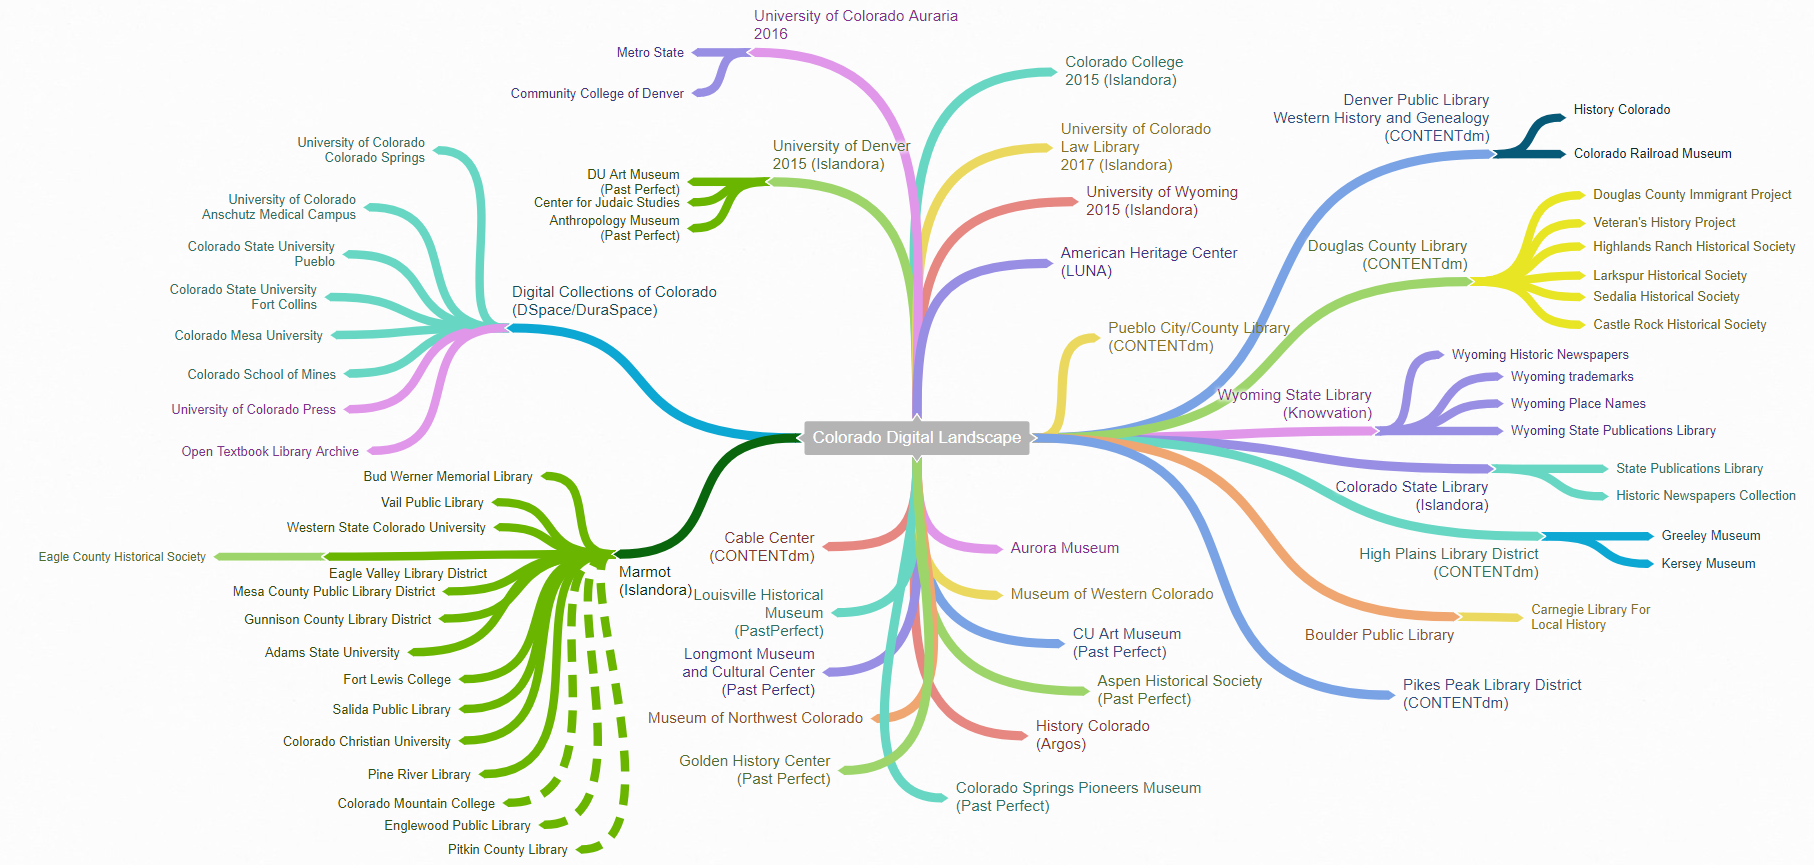 University of Colorado Auraria
2016
Metro State
Community College of Denver
University of Denver
2015 (Islandora)
DU Art Museum
(Past Perfect)
Center for Judaic Studies
Anthropology Museum
(Past Perfect)
University of Colorado
Colorado Springs
University of Colorado
Anschutz Medical Campus
Colorado State University
Pueblo
Colorado State University
Fort Collins
Colorado Mesa University
Colorado School of Mines
University of Colorado Press
Open Textbook Library Archive
Digital Collections of Colorado
(DSpace/DuraSpace)
Colorado Digital Landscape
Colorado College
2015 (Islandora)
University of Colorado
Law Library
2017 (Islandora)
University of Wyoming
2015 (Islandora)
American Heritage Center
(LUNA)
Pueblo City/County Library
(CONTENTdm)
Denver Public Library
Western History and Genealogy
(CONTENTdm)
History Colorado
Colorado Railroad Museum
Douglas County Library
(CONTENTdm)
Douglas County Immigrant Project
Veteran's History Project
Highlands Ranch Historical Society
Larkspur Historical Society
Sedalia Historical Society
Castle Rock Historical Society
Wyoming State Library
(Knowvation)
Wyoming Historic Newspapers
Wyoming trademarks
Wyoming Place Names
Wyoming State Publications Library
Colorado State Library
(Islandora)
State Publications Library
Historic Newspapers Collection
High Plains Library District
(CONTENTdm)
Greeley Museum
Kersey Museum
Boulder Public Library
Carnegie Library For
Local History
Pikes Peak Library District
(CONTENTdm)
Marmot
(Islandora)
Bud Werner Memorial Library
Vail Public Library
Western State Colorado University
Eagle County Historical Society
Eagle Valley Library District
Mesa County Public Library District
Gunnison County Library District
Adams State University
Fort Lewis College
Salida Public Library
Colorado Christian University
Pine River Library
Colorado Mountain College
Englewood Public Library
Pitkin County Library
Cable Center
(CONTENTdm)
Louisville Historical
Museum
(PastPerfect)
Longmont Museum
and Cultural Center
(Past Perfect)
Museum of Northwest Colorado
Golden History Center
(Past Perfect)
Aurora Museum
Museum of Western Colorado
CU Art Museum
(Past Perfect)
Aspen Historical Society
(Past Perfect)
History Colorado
(Argos)
Colorado Springs Pioneers Museum
(Past Perfect)